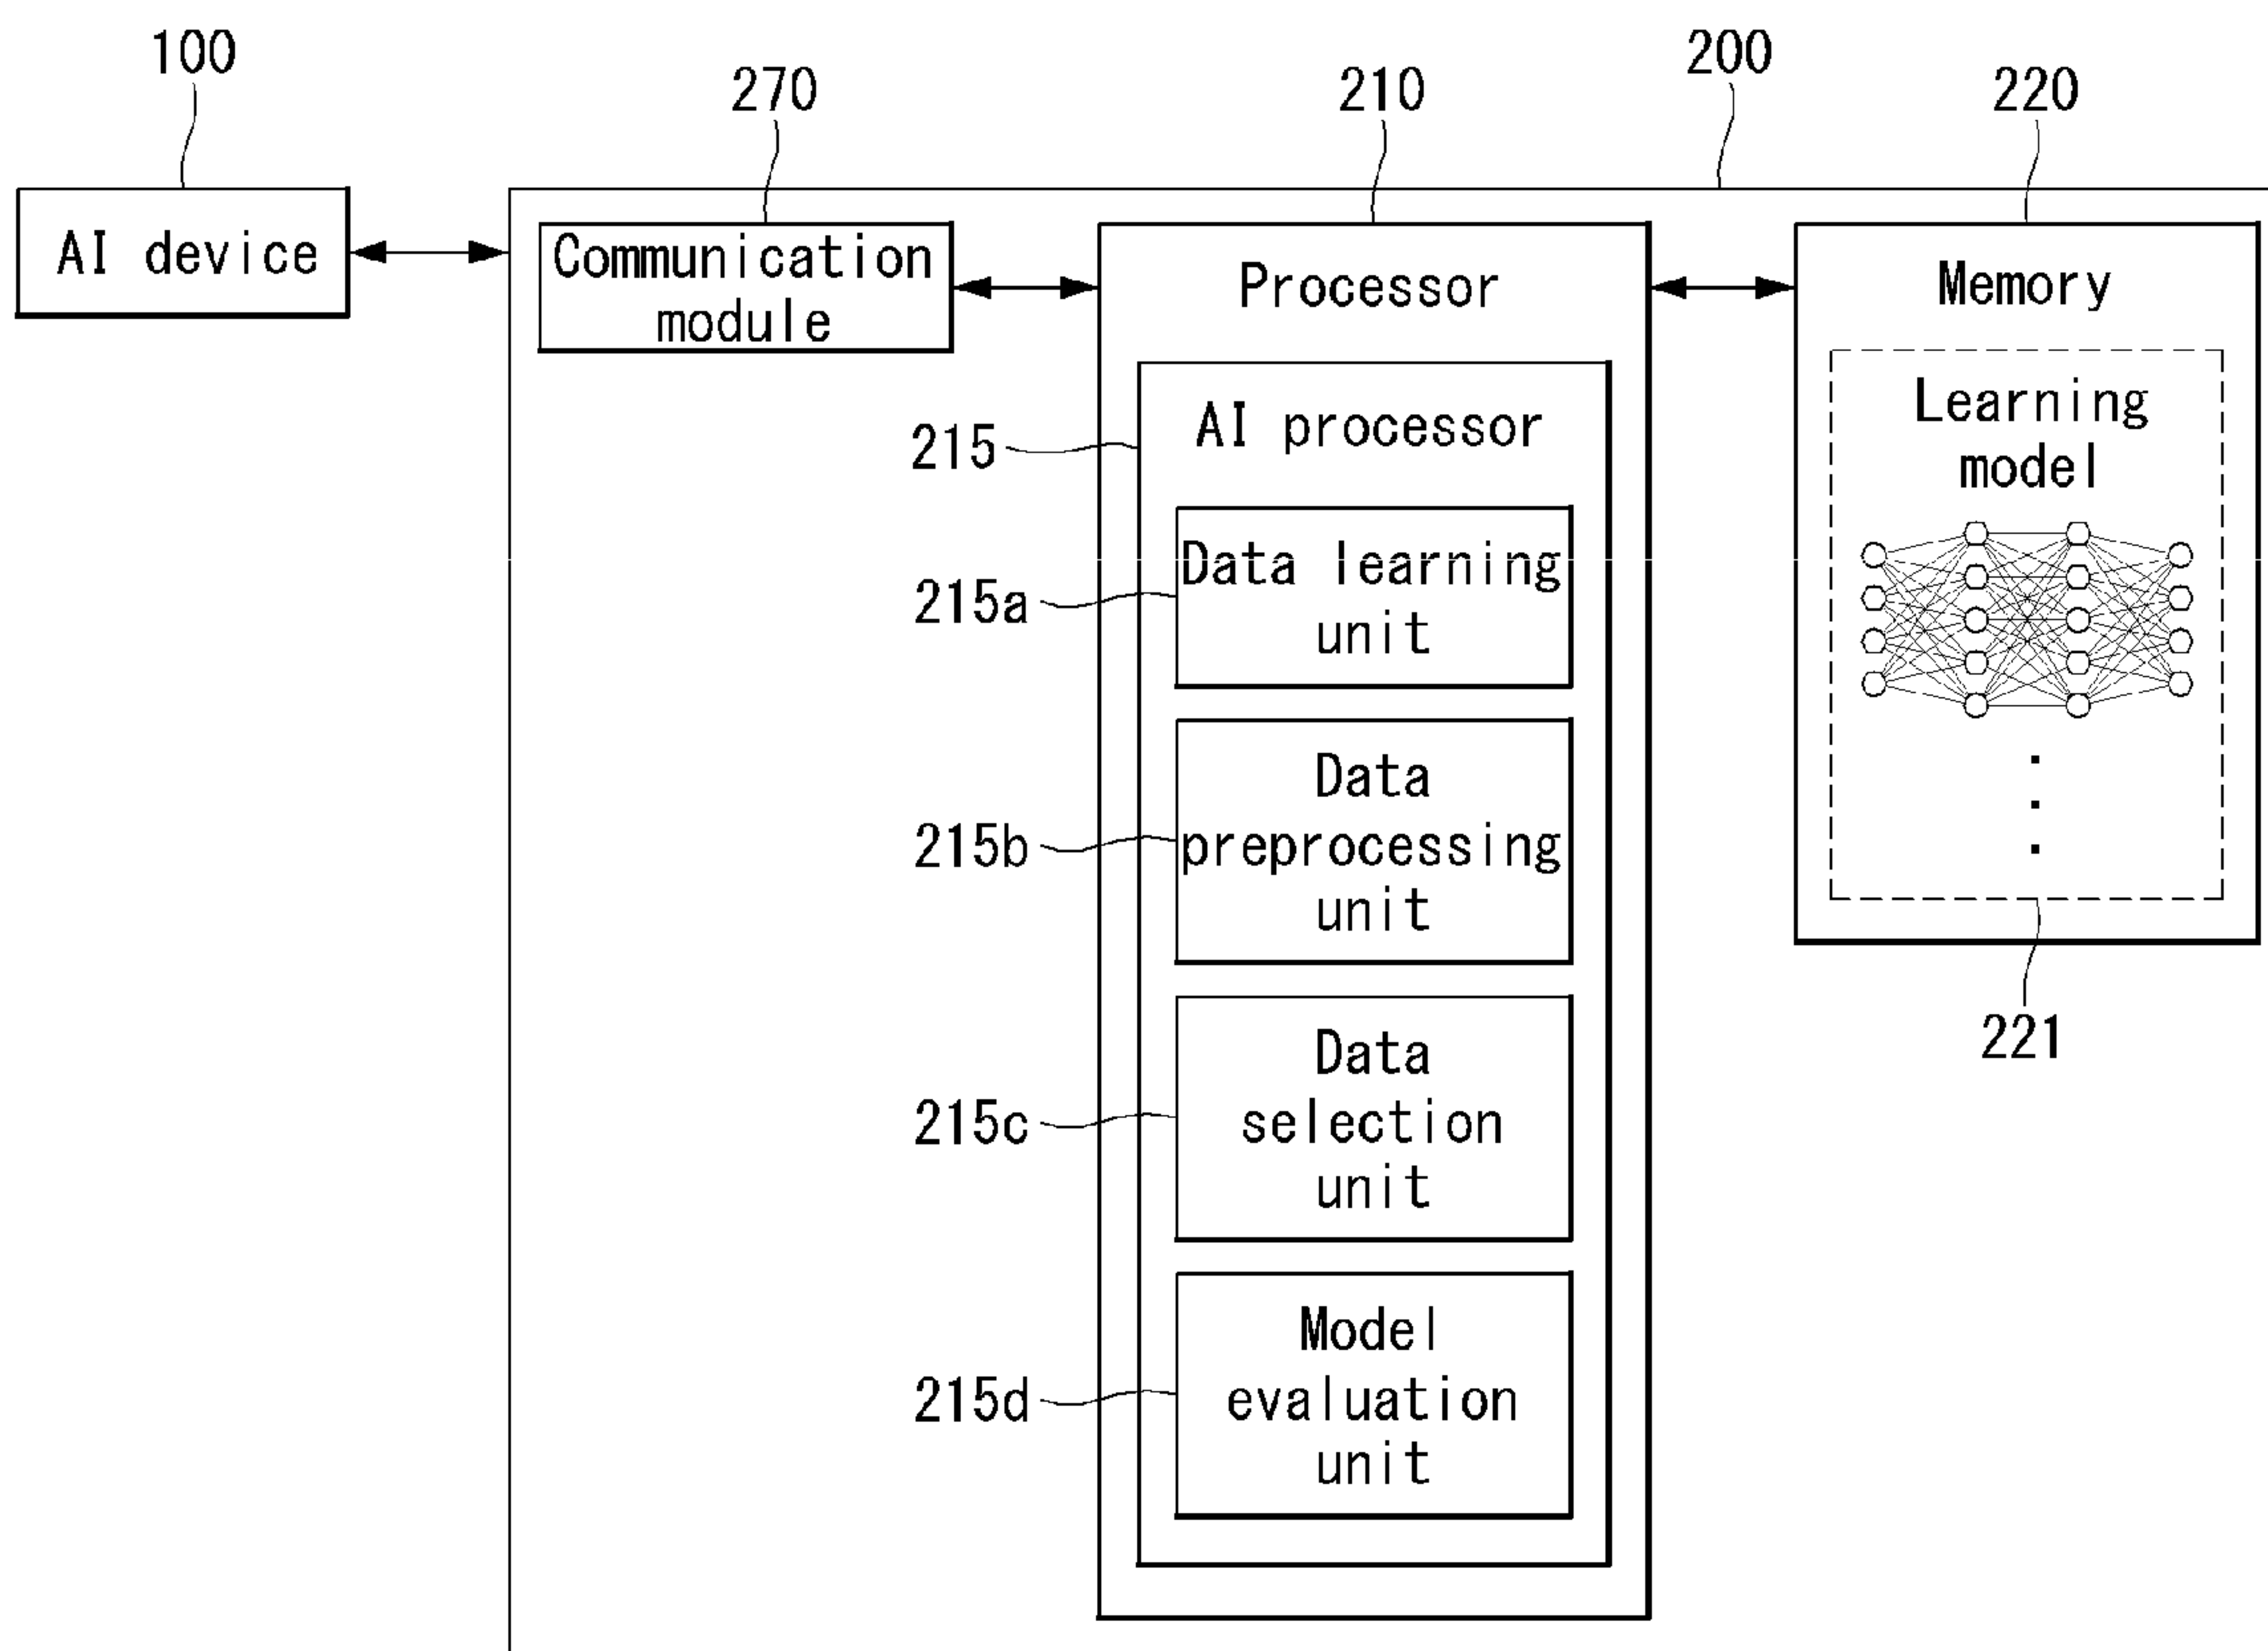 100
270
210
200
220
AI device
Communication
module
Processor
Memory
215
AI processor
Learning
model
215a
Data learning
unit
215b
Data
preprocessing
unit
221
215c
Data
selection
unit
215d
Model
evaluation
unit